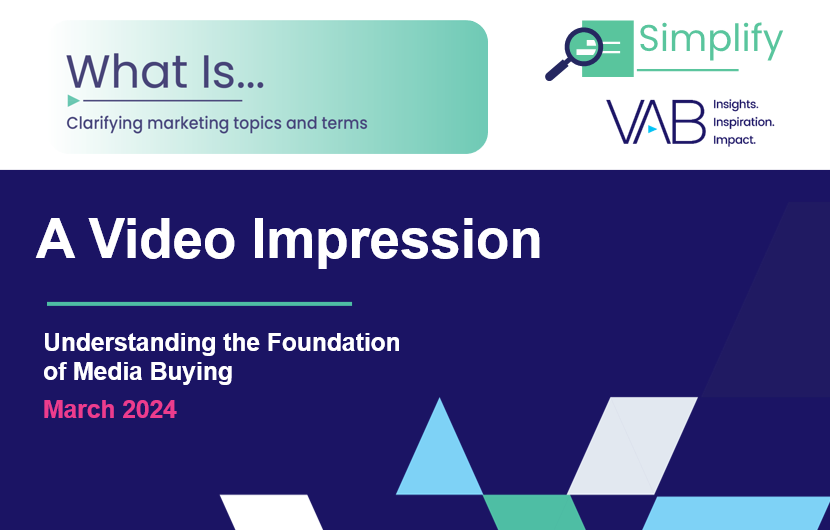 What Is...
Clarifying marketing topics and terms
Simplify
VAB
Insights.
Inspiration.
Impact.
A Video Impression
Understanding the Foundation
of Media Buying
March 2024